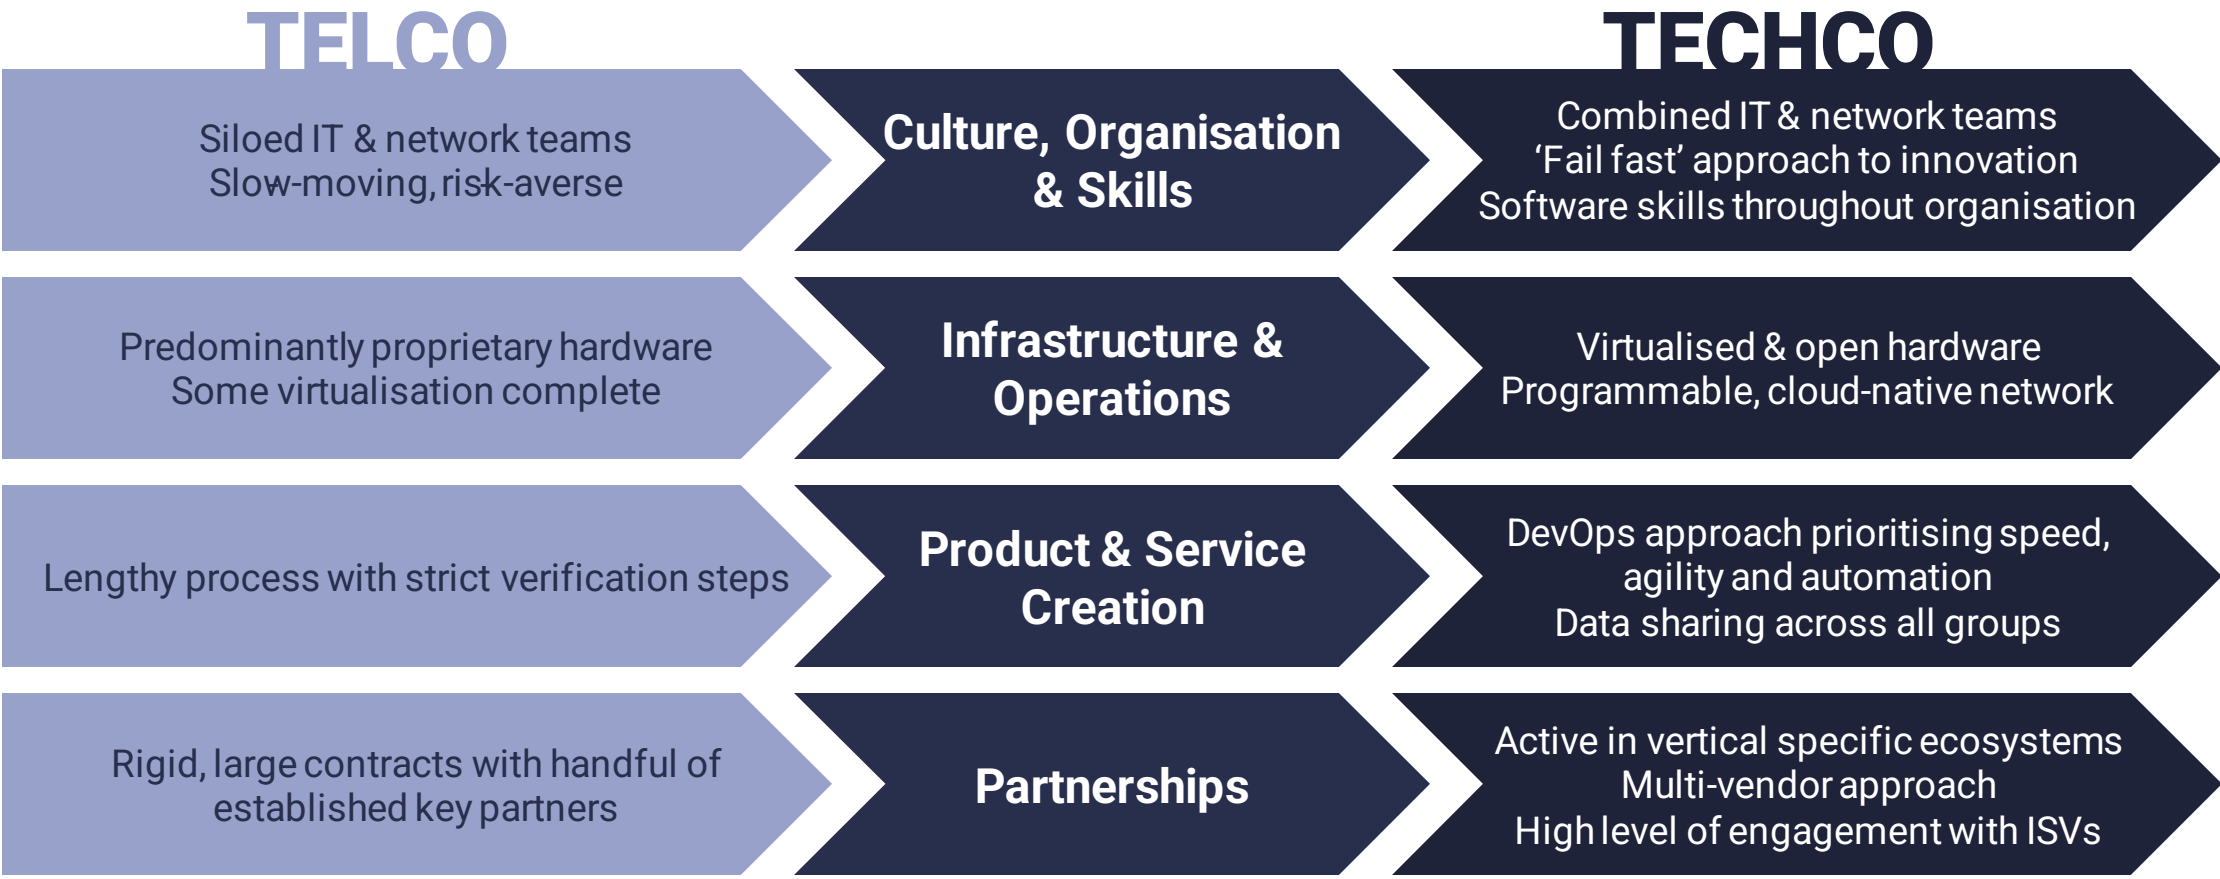 TELCO
TECHCO
Siloed IT & network teams
Slow-moving, risk-averse
Culture, Organisation
& Skills
Combined IT & network teams
‘Fail fast’ approach to innovation
Software skills throughout organisation
Predominantly proprietary hardware
Some virtualisation complete
Infrastructure &
Operations
Virtualised & open hardware
Programmable, cloud-native network
Lengthy process with strict verification steps
Product & Service
Creation
DevOps approach prioritising speed,
agility and automation
Data sharing across all groups
Rigid, large contracts with handful of
established key partners
Partnerships
Active in vertical specific ecosystems
Multi-vendor approach
High level of engagement with ISVs